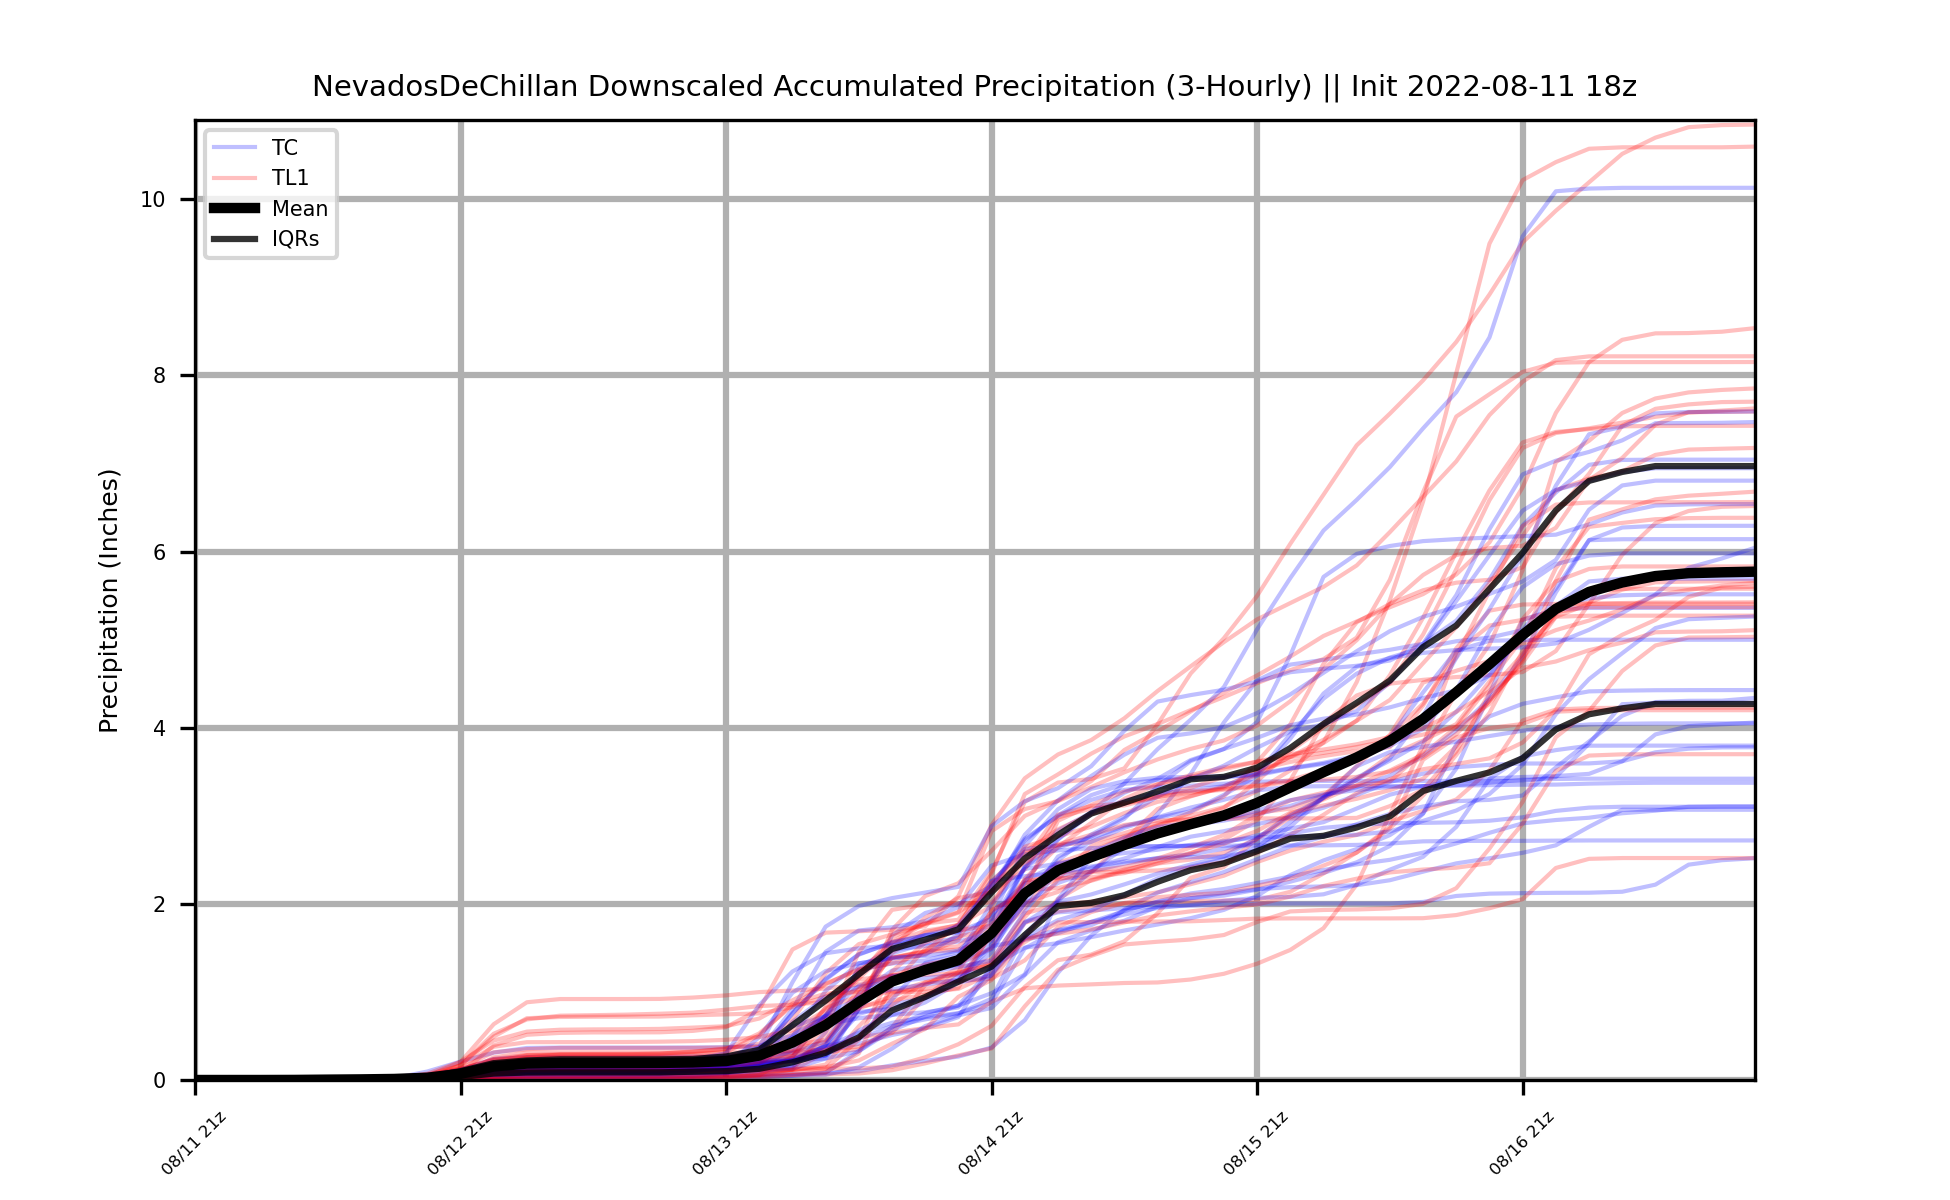 NevadosDeChillan Downscaled Accumulated Precipitation (3-Hourly) || Init 2022-08-11 18z
TC
TL1
Mean
IQRs
Precipitation (Inches)
10
8
6
4
2
0
08/11 21z
08/12 21z
08/13 21z
08/14 21z
08/15 21z
08/16 21z